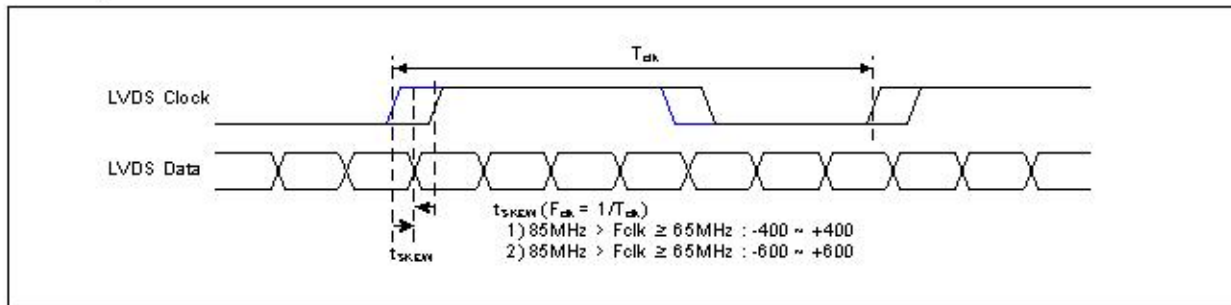 T_clk
LVDS Clock
LVDS Data
t_SKEW (F_clk = 1/T_clk)
1) 85MHz > Fclk ≥ 65MHz : -400 ~ +400
2) 85MHz > Fclk ≥ 65MHz : -600 ~ +600
t_SKEW